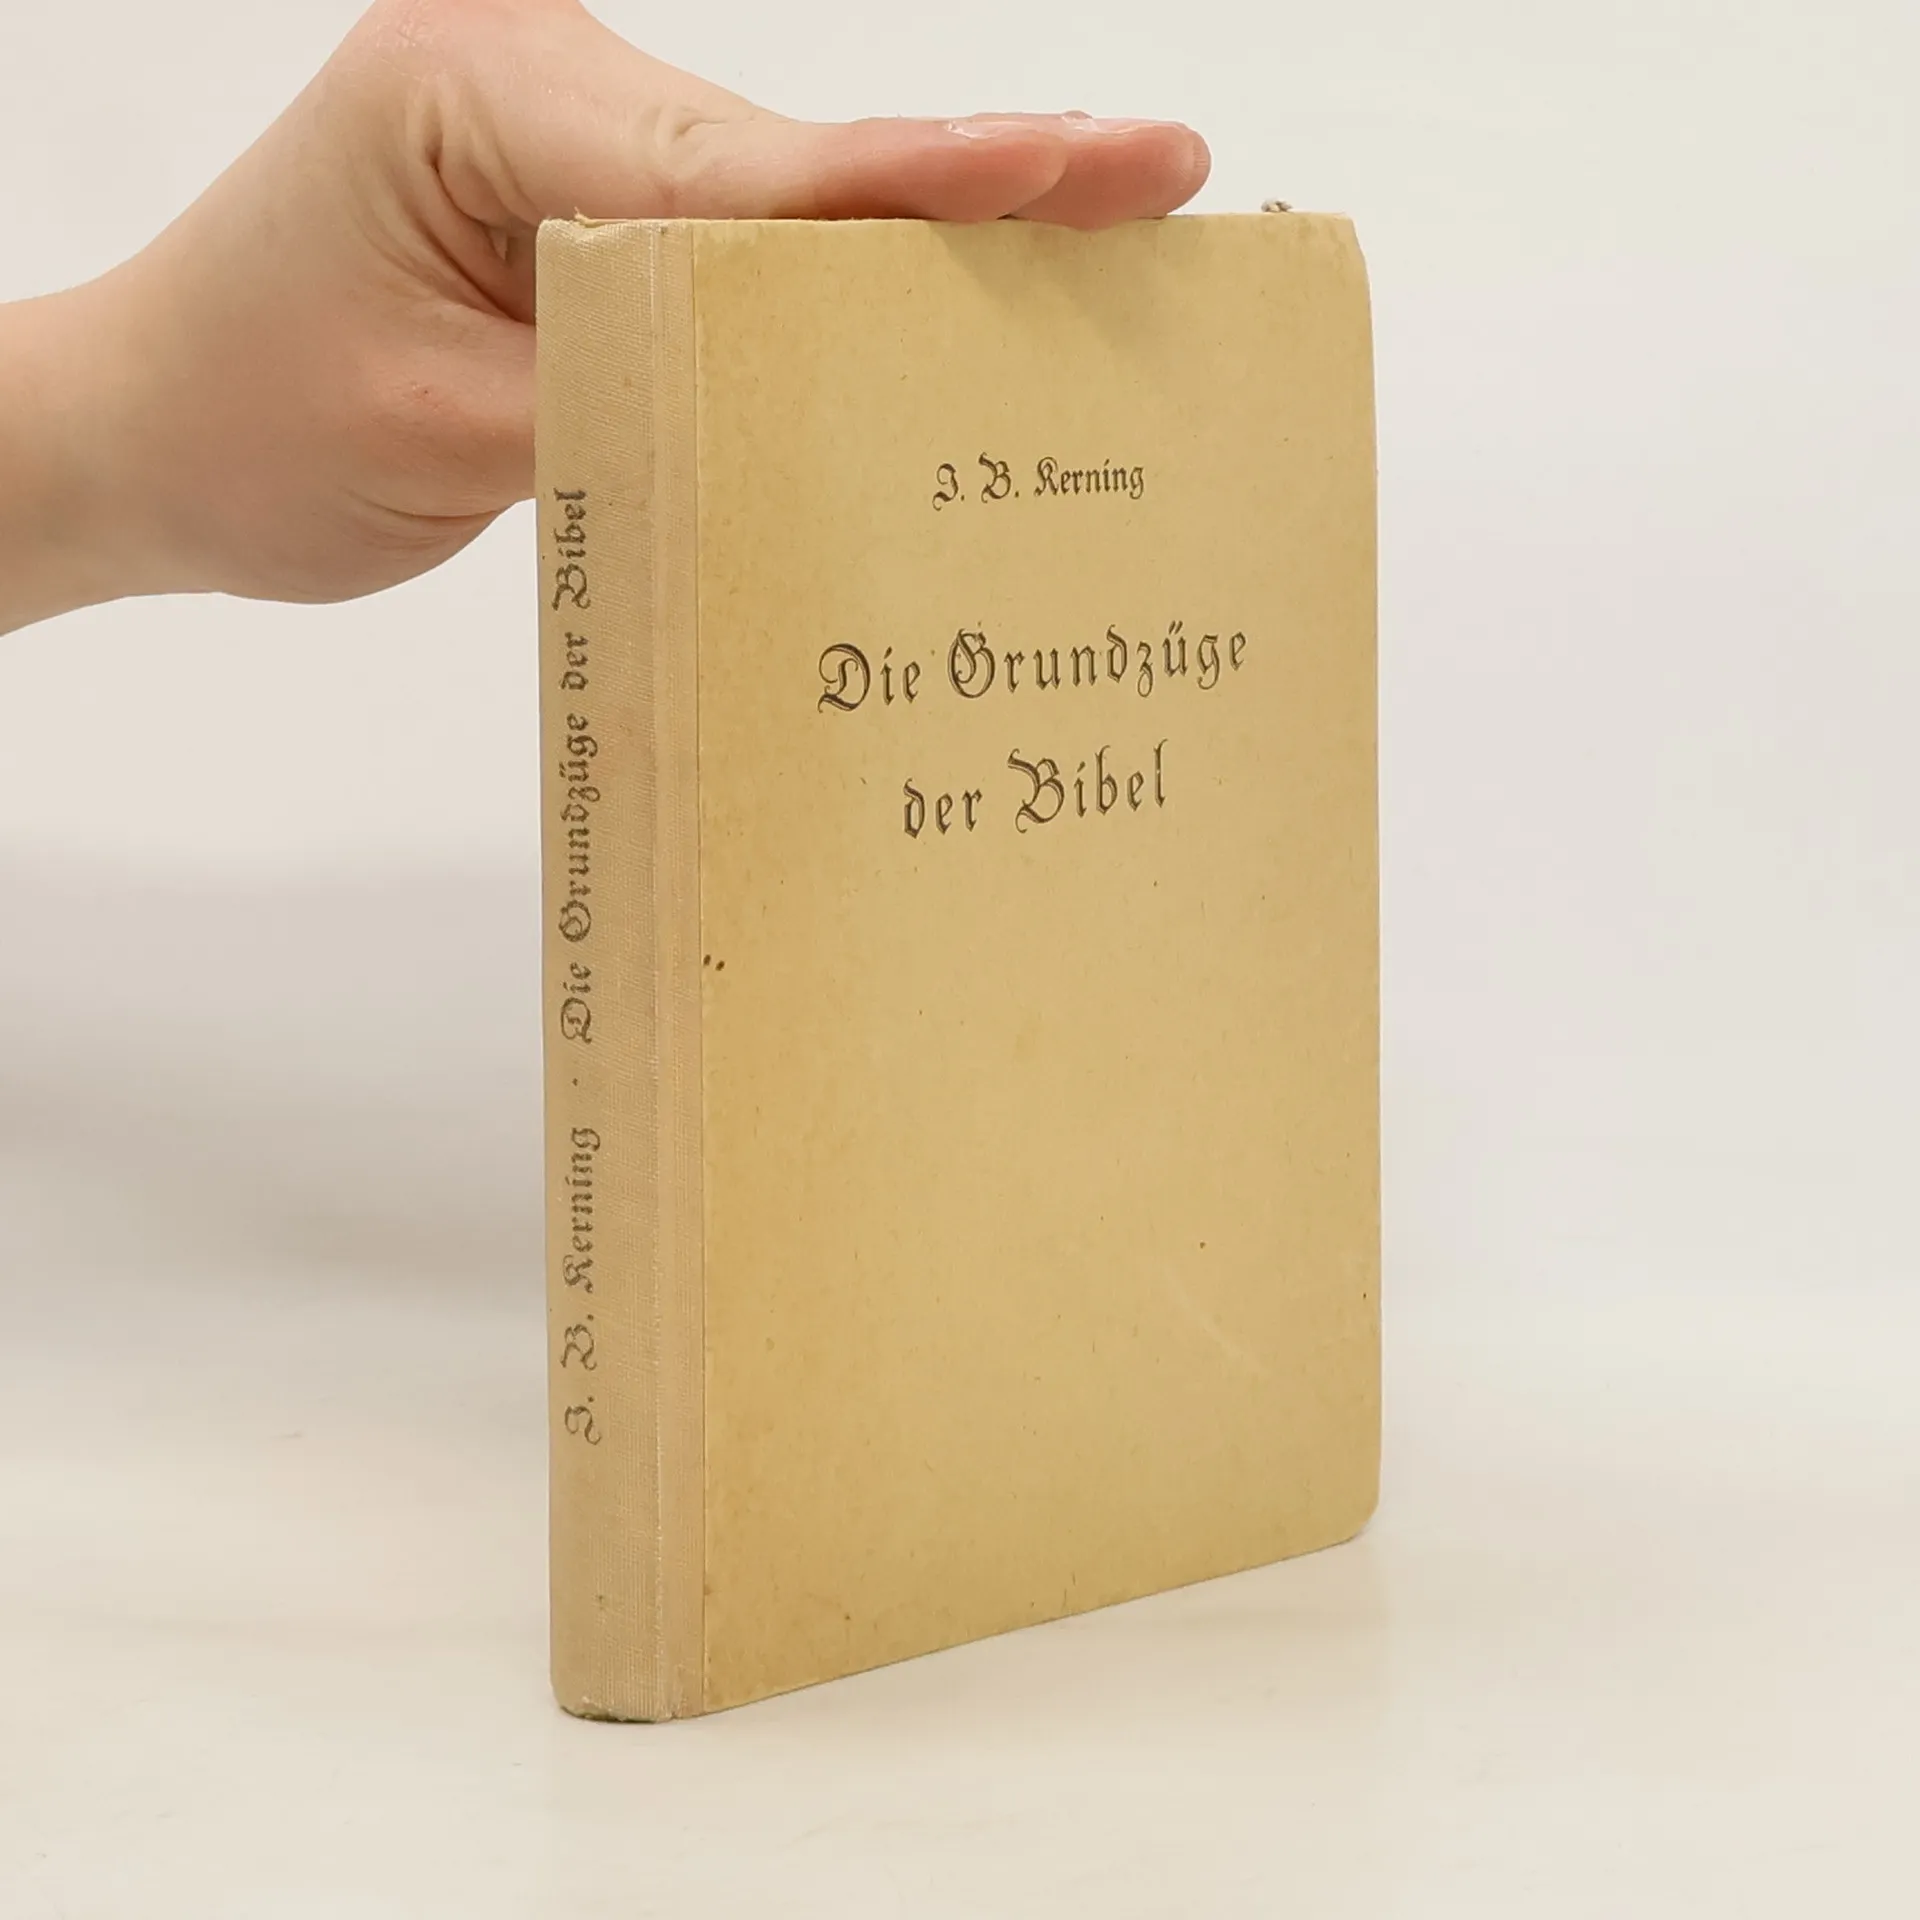 J. B. Kerning
Die Grundzüge
der Bibel
J. B. Kerning · Die Grundzüge der Bibel